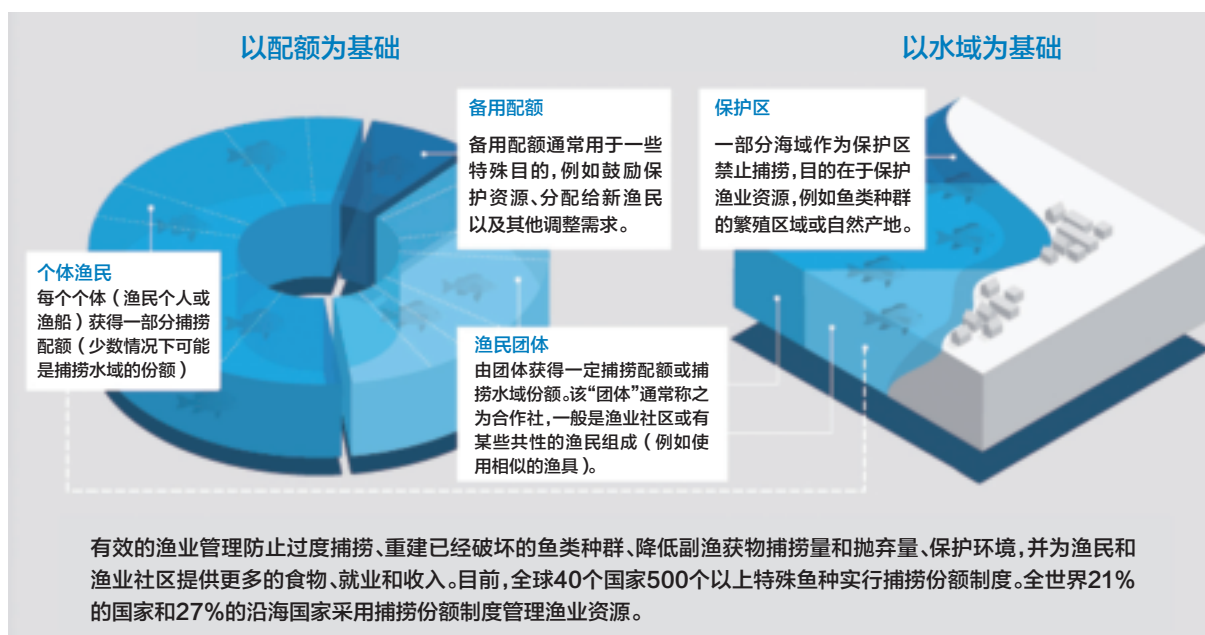 以配额为基础
以水域为基础
备用配额
备用配额通常用于一些
特殊目的，例如鼓励保
护资源、分配给新渔民
以及其他调整需求。
保护区
一部分海域作为保护区
禁止捕捞，目的在于保护
渔业资源，例如鱼类种群
的繁殖区域或自然产地。
个体渔民
每个个体（渔民个人或
渔船）获得一部分捕捞
配额（少数情况下可能
是捕捞水域的份额）
渔民团体
由团体获得一定捕捞配额或捕
捞水域份额。该“团体”通常称之
为合作社，一般是渔业社区或有
某些共性的渔民组成（例如使
用相似的渔具）。
有效的渔业管理防止过度捕捞、重建已经破坏的鱼类种群、降低副渔获物捕捞量和抛弃量、保护环境，并为渔民和
渔业社区提供更多的食物、就业和收入。目前，全球40个国家500个以上特殊鱼种实行捕捞份额制度。全世界21%
的国家和27%的沿海国家采用捕捞份额制度管理渔业资源。